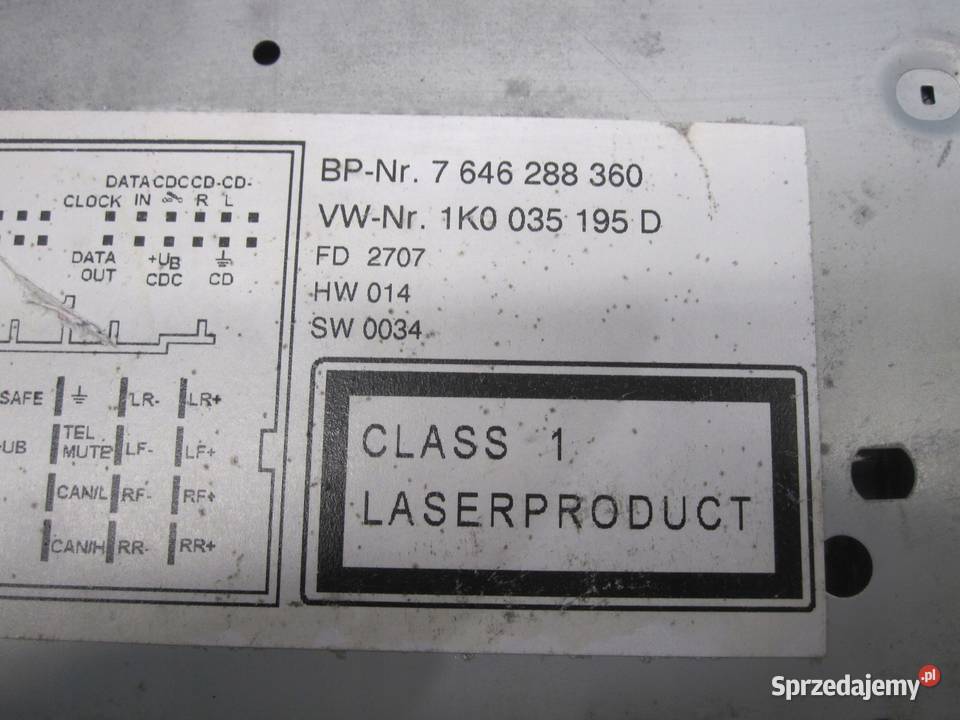 BP-Nr. 7 646 288 360
VW-Nr. 1K0 035 195 D
FD 2707
HW 014
SW 0034
CLASS 1
LASERPRODUCT
DATA CDC CD- CD-
CLOCK IN R L
DATA +UB
OUT CDC CD
SAFE LR- LR+
UB TEL MUTE LF- LF+
CAN/L RF- RF+
CAN/H RR- RR+
Sprzedajemy.pl